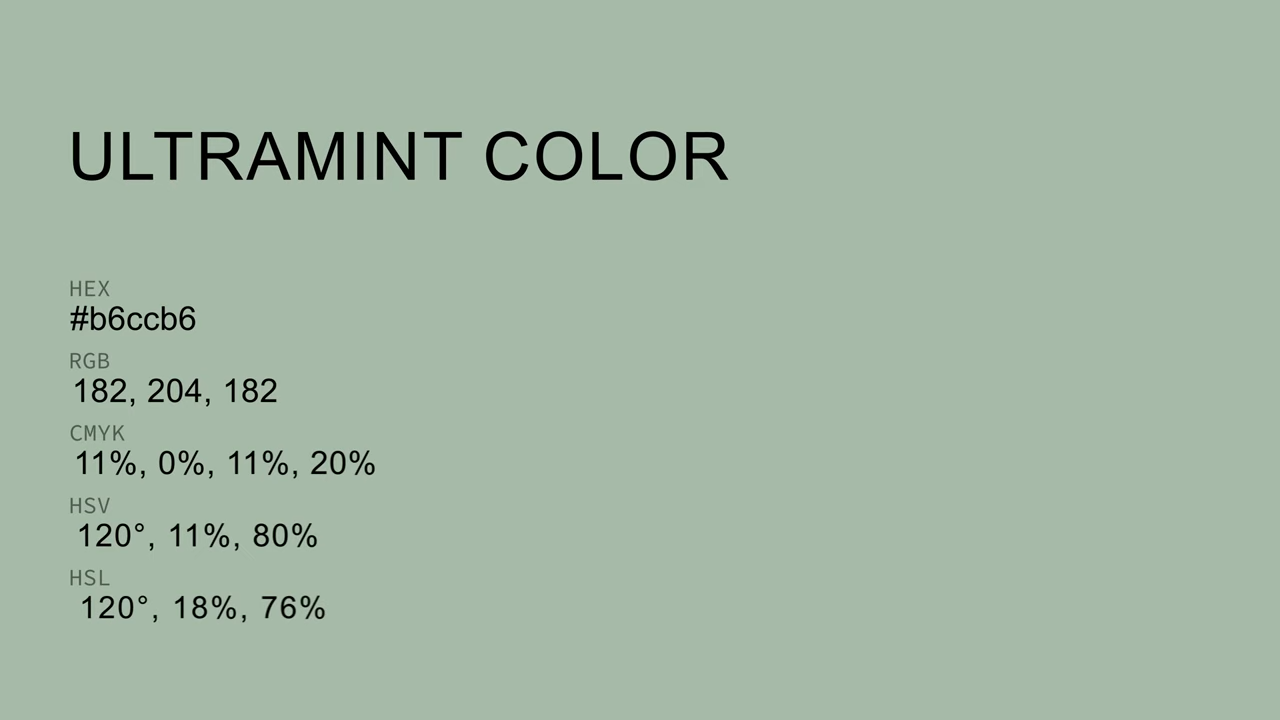 ULTRAMINT COLOR
HEX
#b6ccb6
RGB
182, 204, 182
CMYK
11%, 0%, 11%, 20%
HSV
120°, 11%, 80%
HSL
120°, 18%, 76%